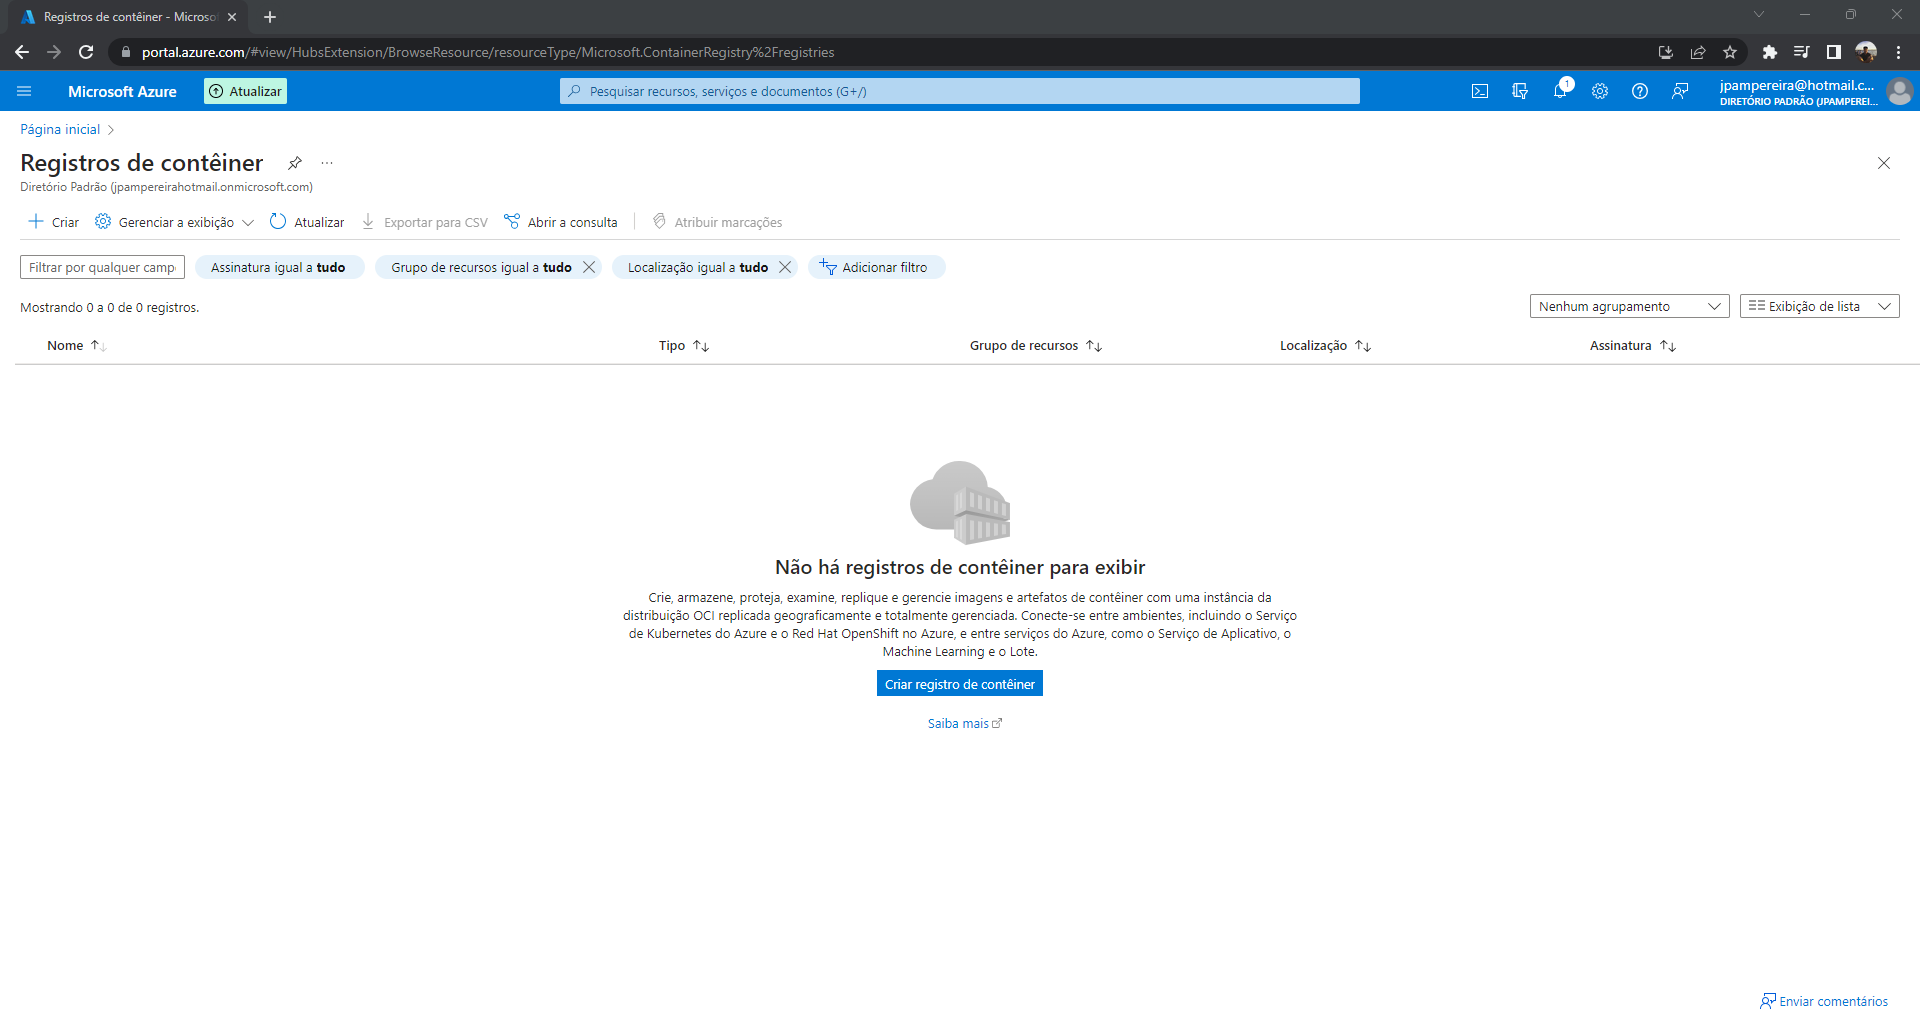 Registros de contêiner - Microso
portal.azure.com/#view/HubsExtension/BrowseResource/resourceType/Microsoft.ContainerRegistry%2Fregistries
Microsoft Azure
Atualizar
Pesquisar recursos, serviços e documentos (G+/)
1
jpampereira@hotmail.c...
DIRETÓRIO PADRÃO (JPAMPEREI...
Página inicial
Registros de contêiner
Diretório Padrão (jpampereirahotmail.onmicrosoft.com)
Criar
Gerenciar a exibição
Atualizar
Exportar para CSV
Abrir a consulta
Atribuir marcações
Filtrar por qualquer camp
Assinatura igual a tudo
Grupo de recursos igual a tudo
Localização igual a tudo
Adicionar filtro
Mostrando 0 a 0 de 0 registros.
Nenhum agrupamento
Exibição de lista
Nome
Tipo
Grupo de recursos
Localização
Assinatura
Não há registros de contêiner para exibir
Crie, armazene, proteja, examine, replique e gerencie imagens e artefatos de contêiner com uma instância da
distribuição OCI replicada geograficamente e totalmente gerenciada. Conecte-se entre ambientes, incluindo o Serviço
de Kubernetes do Azure e o Red Hat OpenShift no Azure, e entre serviços do Azure, como o Serviço de Aplicativo, o
Machine Learning e o Lote.
Criar registro de contêiner
Saiba mais
Enviar comentários